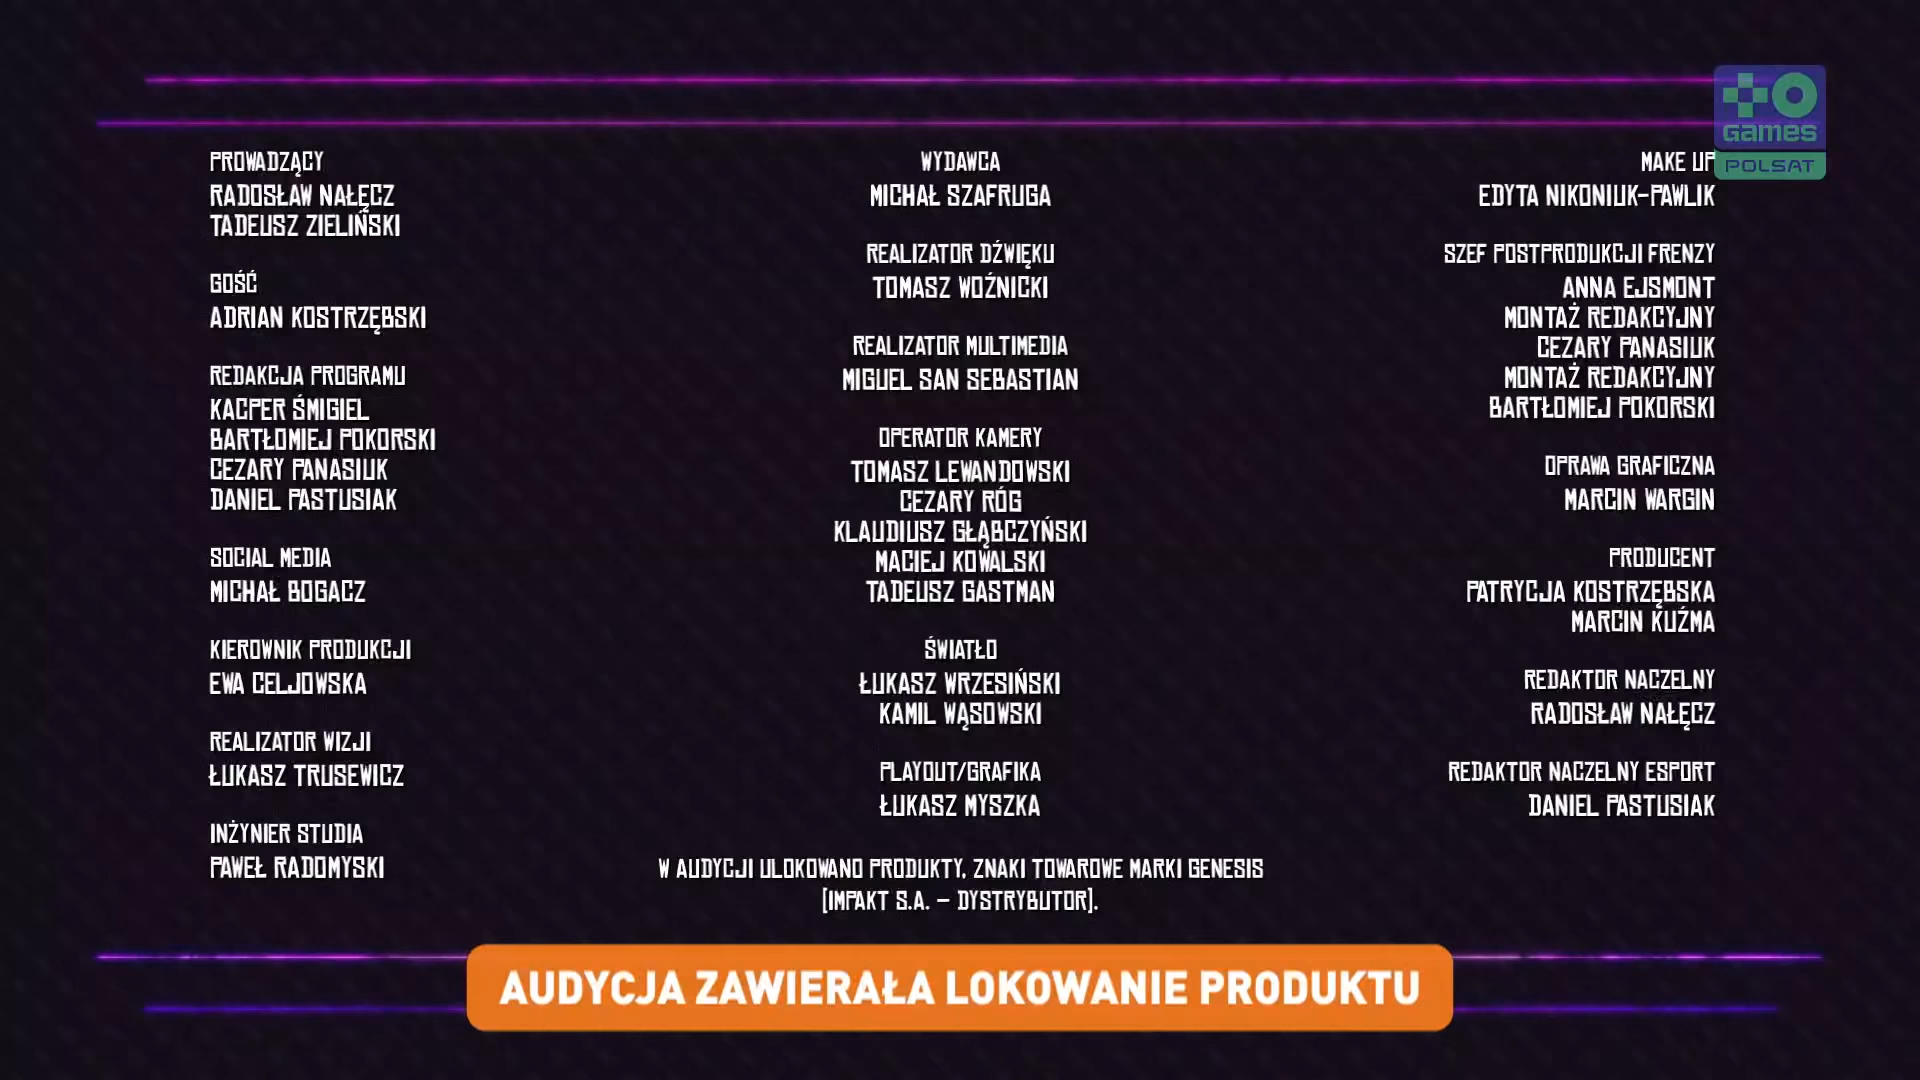 PROWADZĄCY
RADOSŁAW NAŁĘCZ
TADEUSZ ZIELIŃSKI
GOŚĆ
ADRIAN KOSTRZĘBSKI
REDAKCJA PROGRAMU
KACPER ŚMIGIEL
BARTŁOMIEJ POKORSKI
CEZARY PANASIUK
DANIEL PASTUSIAK
SOCIAL MEDIA
MICHAŁ BOGACZ
KIEROWNIK PRODUKCJI
EWA CELJOWSKA
REALIZATOR WIZJI
ŁUKASZ TRUSEWICZ
INŻYNIER STUDIA
PAWEŁ RADOMYSKI
WYDAWCA
MICHAŁ SZAFRUGA
REALIZATOR DŹWIĘKU
TOMASZ WOŹNICKI
REALIZATOR MULTIMEDIA
MIGUEL SAN SEBASTIAN
OPERATOR KAMERY
TOMASZ LEWANDOWSKI
CEZARY RÓG
KLAUDIUSZ GŁĄBCZYŃSKI
MACIEJ KOWALSKI
TADEUSZ GASTMAN
ŚWIATŁO
ŁUKASZ WRZESIŃSKI
KAMIL WĄSOWSKI
PLAYOUT/GRAFIKA
ŁUKASZ MYSZKA
W AUDYCJI ULOKOWANO PRODUKTY, ZNAKI TOWAROWE MARKI GENESIS
(IMPAKT S.A. – DYSTRYBUTOR).
MAKE UP
EDYTA NIKONIUK-PAWLIK
SZEF POSTPRODUKCJI FRENZY
ANNA EJSMONT
MONTAŻ REDAKCYJNY
CEZARY PANASIUK
MONTAŻ REDAKCYJNY
BARTŁOMIEJ POKORSKI
OPRAWA GRAFICZNA
MARCIN WARGIN
PRODUCENT
PATRYCJA KOSTRZĘBSKA
MARCIN KUŹMA
REDAKTOR NACZELNY
RADOSŁAW NAŁĘCZ
REDAKTOR NACZELNY ESPORT
DANIEL PASTUSIAK
games
POLSAT
AUDYCJA ZAWIERAŁA LOKOWANIE PRODUKTU